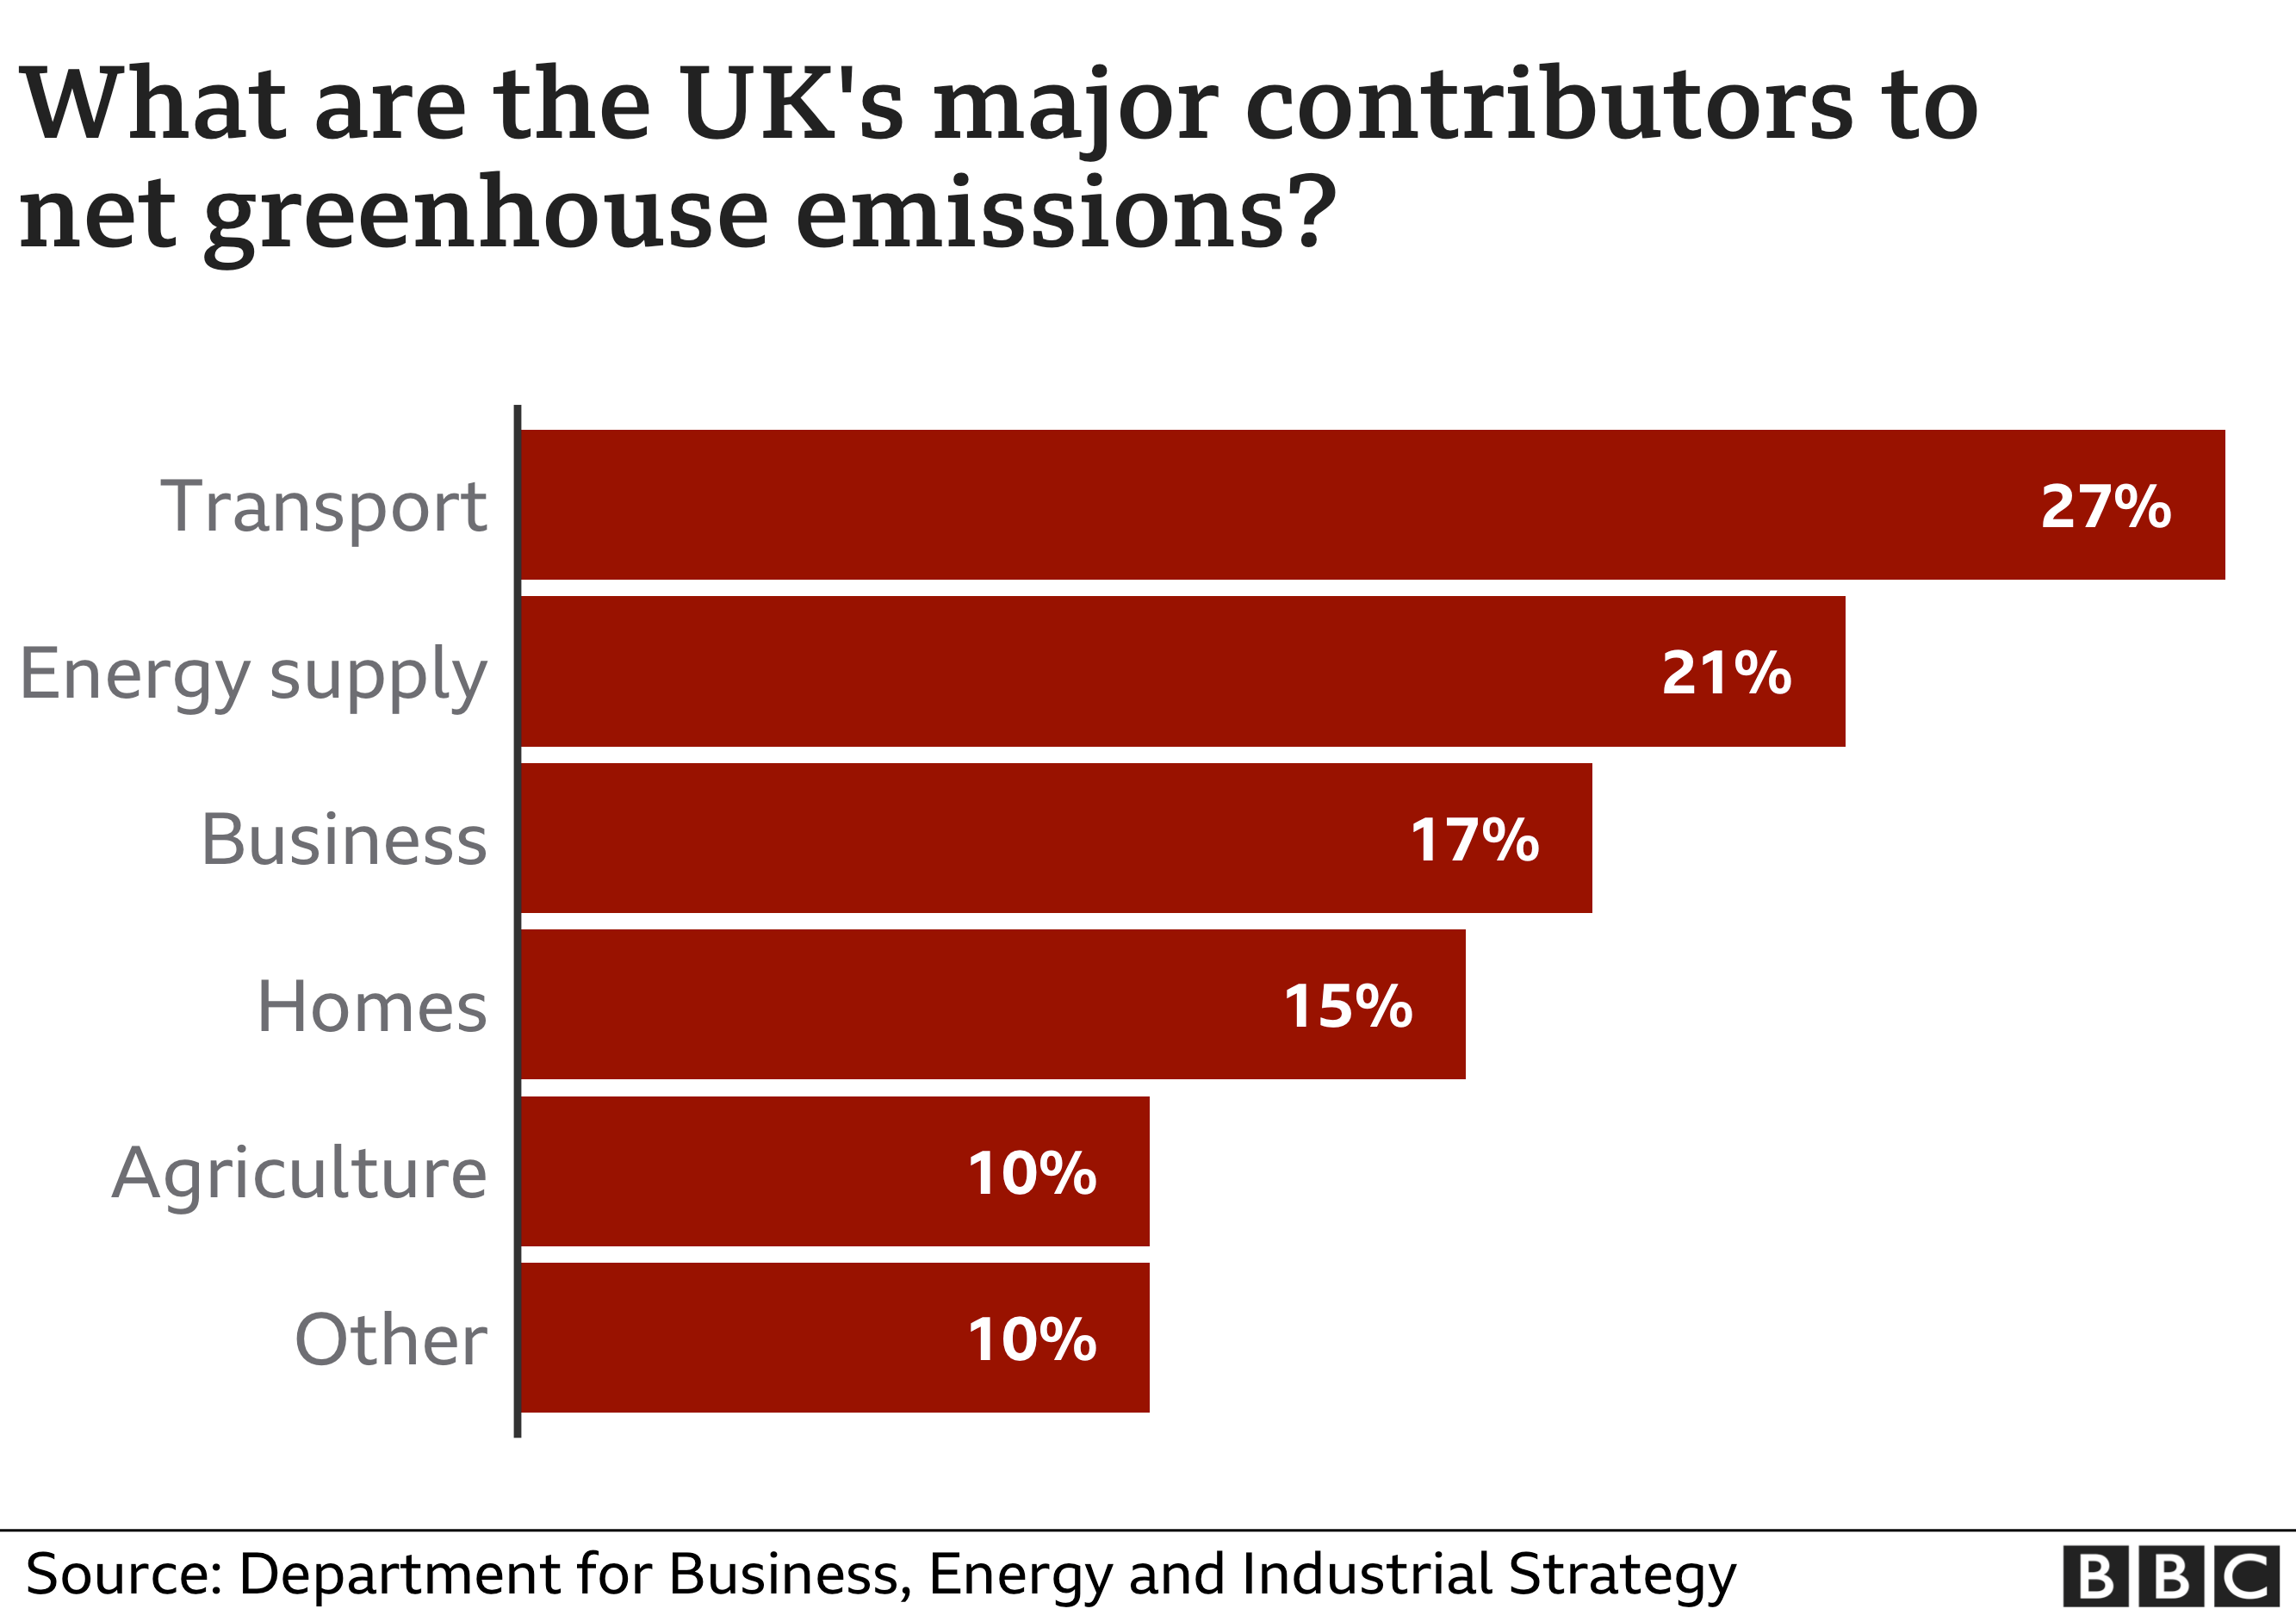 What are the UK's major contributors to
net greenhouse emissions?
Transport 27%
Energy supply 21%
Business 17%
Homes 15%
Agriculture 10%
Other 10%
Source: Department for Business, Energy and Industrial Strategy BBC